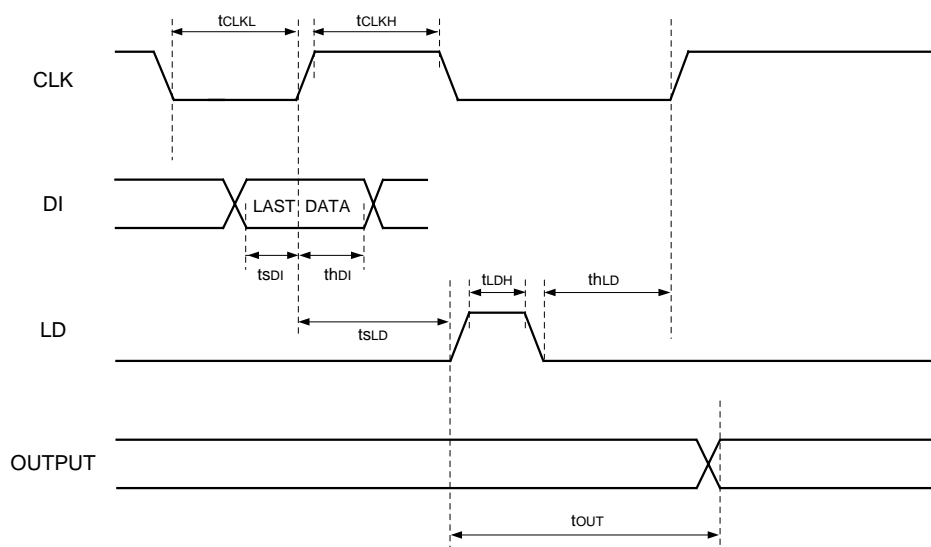 tCLKL
tCLKH
CLK
DI
LAST DATA
tsDI
thDI
tLDH
thLD
tsLD
LD
OUTPUT
tOUT